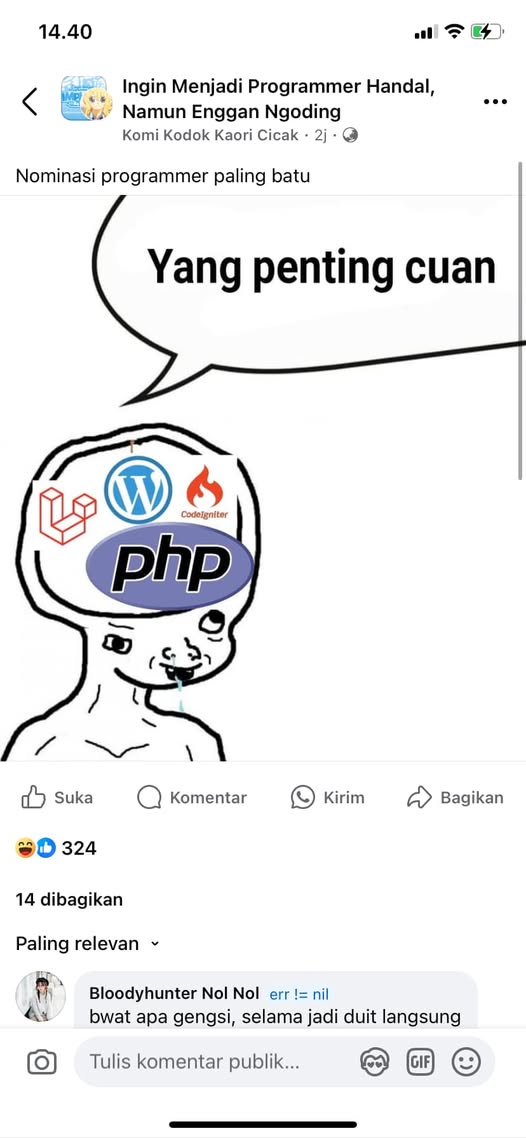 14.40
Ingin Menjadi Programmer Handal,
Namun Enggan Ngoding
Komi Kodok Kaori Cicak · 2j ·
Nominasi programmer paling batu
Yang penting cuan
CodeIgniter
php
Suka
Komentar
Kirim
Bagikan
324
14 dibagikan
Paling relevan
Bloodyhunter Nol Nol err != nil
bwat apa gengsi, selama jadi duit langsung
Tulis komentar publik...
GIF